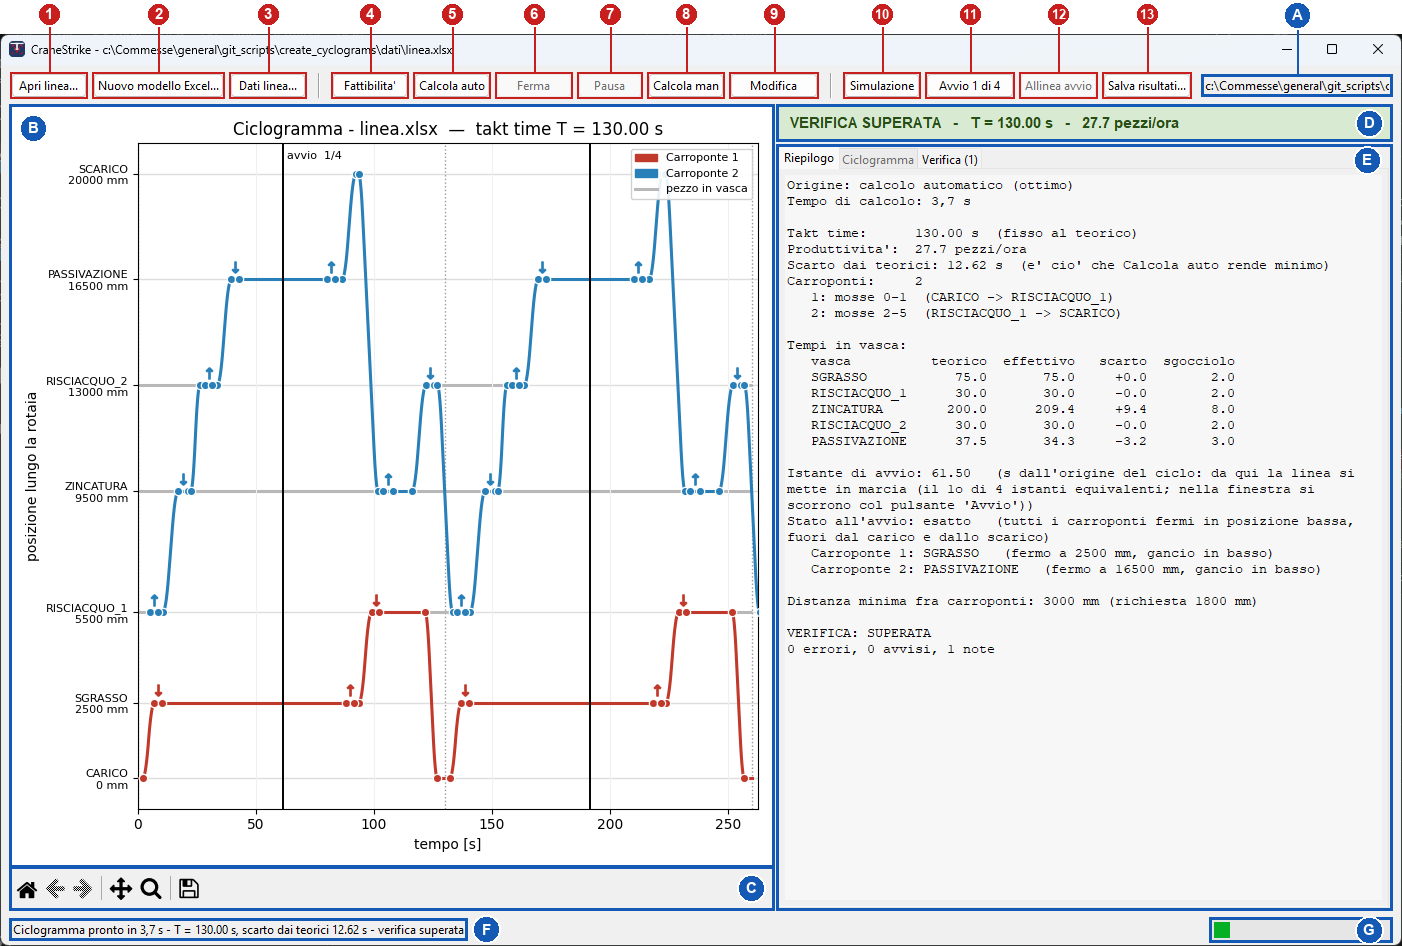 1 2 3 4 5 6 7 8 9 10 11 12 13 A
CraneStrike - c:\Commesse\general\git_scripts\create_cyclograms\dati\linea.xlsx
Apri linea... Nuovo modello Excel... Dati linea... Fattibilita' Calcola auto Ferma Pausa Calcola man Modifica Simulazione Avvio 1 di 4 Allinea avvio Salva risultati... c:\Commesse\general\git_scripts\c
B
Ciclogramma - linea.xlsx — takt time T = 130.00 s
avvio 1/4
Carroponte 1
Carroponte 2
pezzo in vasca
SCARICO
20000 mm
PASSIVAZIONE
16500 mm
RISCIACQUO_2
13000 mm
ZINCATURA
9500 mm
RISCIACQUO_1
5500 mm
SGRASSO
2500 mm
CARICO
0 mm
posizione lungo la rotaia
0 50 100 150 200 250
tempo [s]
C
VERIFICA SUPERATA - T = 130.00 s - 27.7 pezzi/ora
D
Riepilogo Ciclogramma Verifica (1)
E
Origine: calcolo automatico (ottimo)
Tempo di calcolo: 3,7 s
Takt time: 130.00 s (fisso al teorico)
Produttivita': 27.7 pezzi/ora
Scarto dai teorici: 12.62 s (e' cio' che Calcola auto rende minimo)
Carroponti: 2
1: mosse 0-1 (CARICO -> RISCIACQUO_1)
2: mosse 2-5 (RISCIACQUO_1 -> SCARICO)
Tempi in vasca:
vasca teorico effettivo scarto sgocciolo
SGRASSO 75.0 75.0 +0.0 2.0
RISCIACQUO_1 30.0 30.0 -0.0 2.0
ZINCATURA 200.0 209.4 +9.4 8.0
RISCIACQUO_2 30.0 30.0 -0.0 2.0
PASSIVAZIONE 37.5 34.3 -3.2 3.0
Istante di avvio: 61.50 (s dall'origine del ciclo: da qui la linea si
mette in marcia (il 1o di 4 istanti equivalenti; nella finestra si
scorrono col pulsante 'Avvio'))
Stato all'avvio: esatto (tutti i carroponti fermi in posizione bassa,
fuori dal carico e dallo scarico)
Carroponte 1: SGRASSO (fermo a 2500 mm, gancio in basso)
Carroponte 2: PASSIVAZIONE (fermo a 16500 mm, gancio in basso)
Distanza minima fra carroponti: 3000 mm (richiesta 1800 mm)
VERIFICA: SUPERATA
0 errori, 0 avvisi, 1 note
Ciclogramma pronto in 3,7 s - T = 130.00 s, scarto dai teorici 12.62 s - verifica superata
F
G